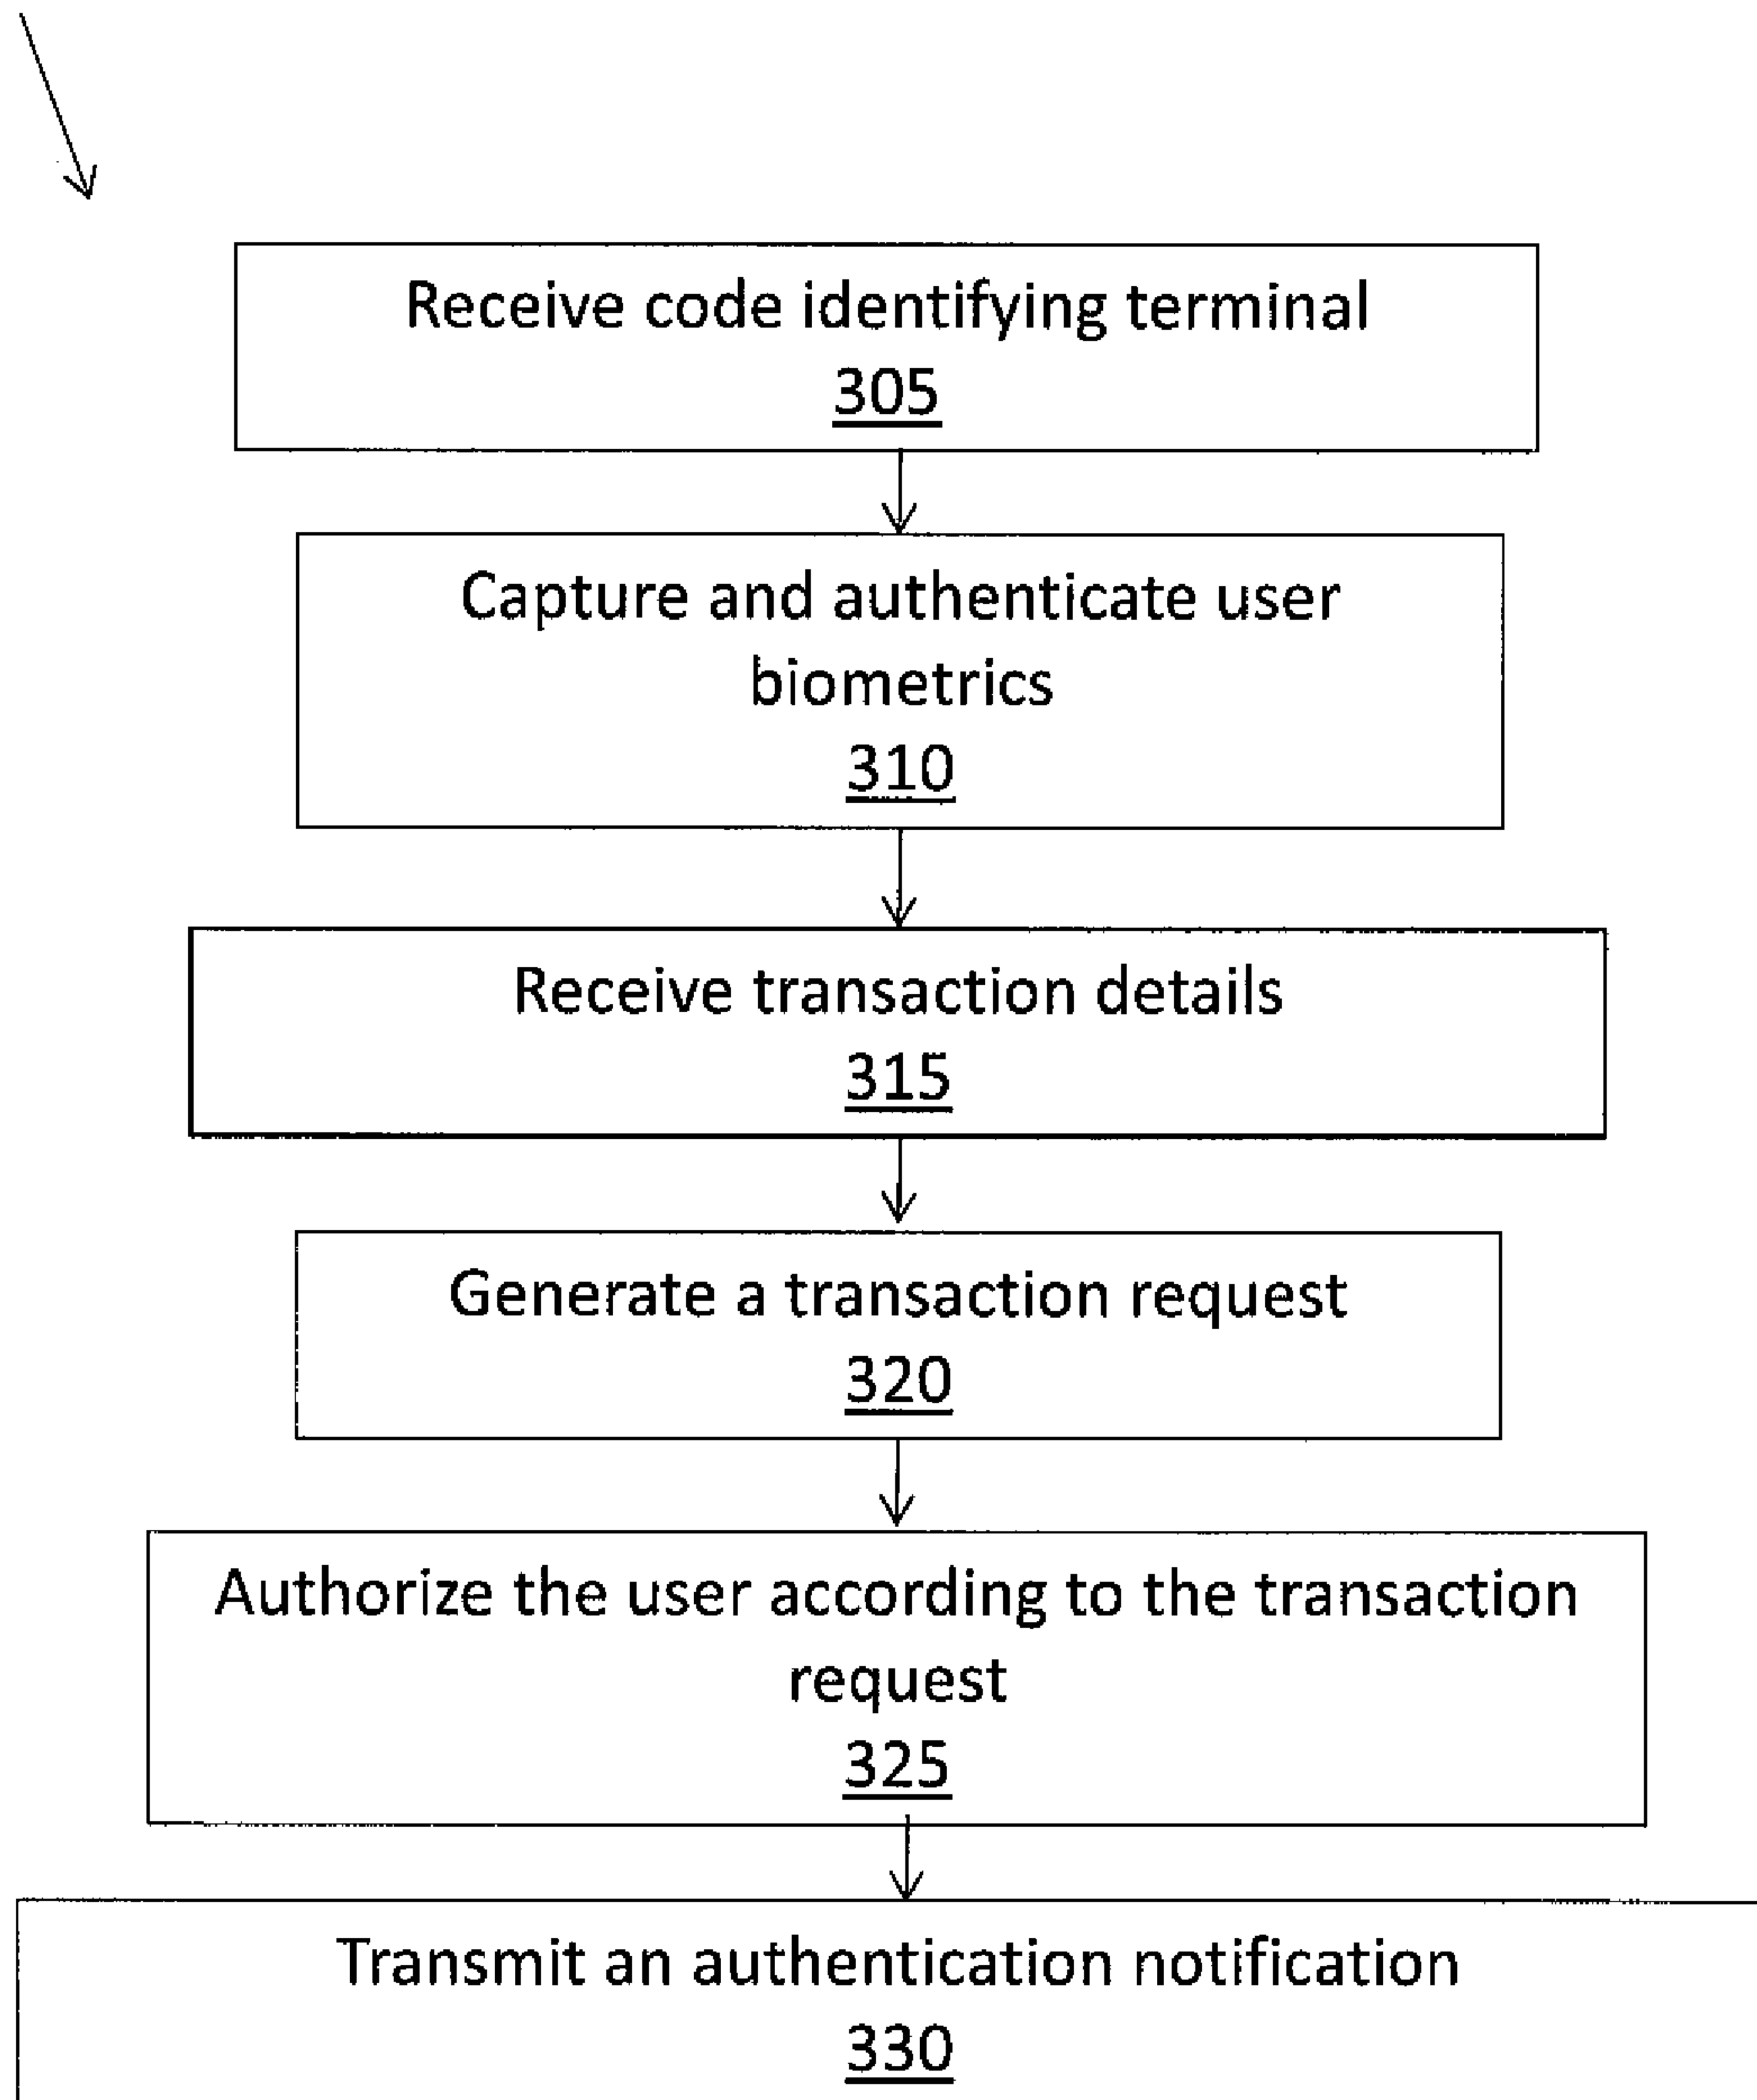 Receive code identifying terminal
305
Capture and authenticate user
biometrics
310
Receive transaction details
315
Generate a transaction request
320
Authorize the user according to the transaction
request
325
Transmit an authentication notification
330